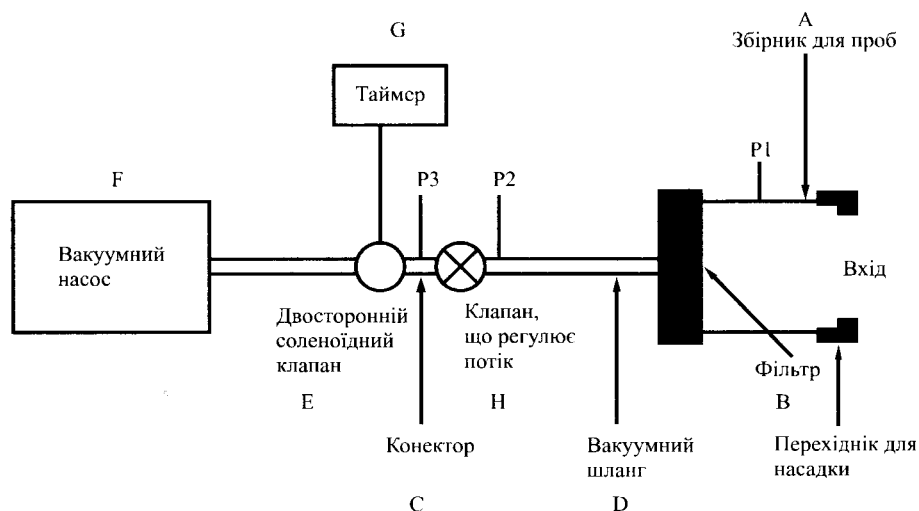 G
Таймер
A
Збірник для проб
F
Вакуумний
насос
P3
P2
P1
Вхід
Двосторонній
соленоїдний
клапан
E
Клапан,
що регулює
потік
H
Фільтр
B
Конектор
C
Вакуумний
шланг
D
Перехіднік для
насадки